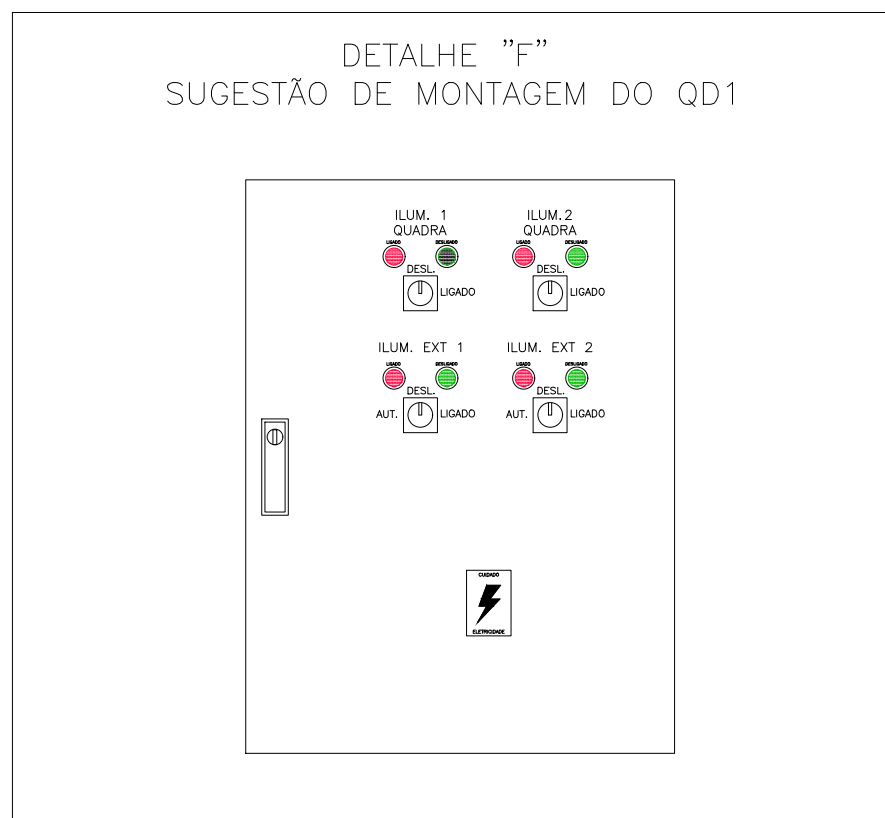 DETALHE "F"
SUGESTÃO DE MONTAGEM DO QD1
ILUM. 1
QUADRA
LIGADO
DESLIGADO
DESL.
LIGADO
ILUM.2
QUADRA
LIGADO
DESLIGADO
DESL.
LIGADO
ILUM. EXT 1
LIGADO
DESLIGADO
DESL.
AUT.
LIGADO
ILUM. EXT 2
LIGADO
DESLIGADO
DESL.
AUT.
LIGADO
CUIDADO
ELETRICIDADE